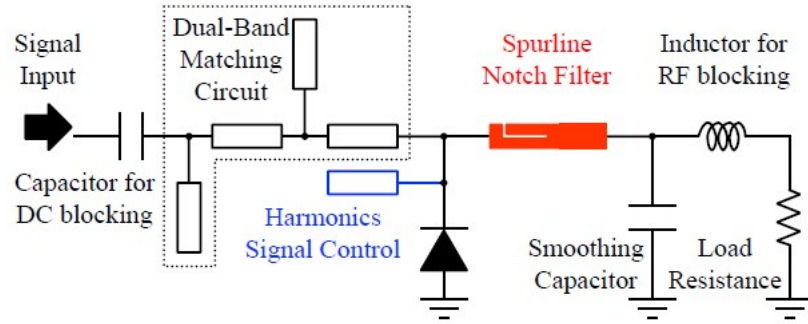 Signal
Input
Dual-Band
Matching
Circuit
Spurline
Notch Filter
Inductor for
RF blocking
Capacitor for
DC blocking
Harmonics
Signal Control
Smoothing
Capacitor
Load
Resistance